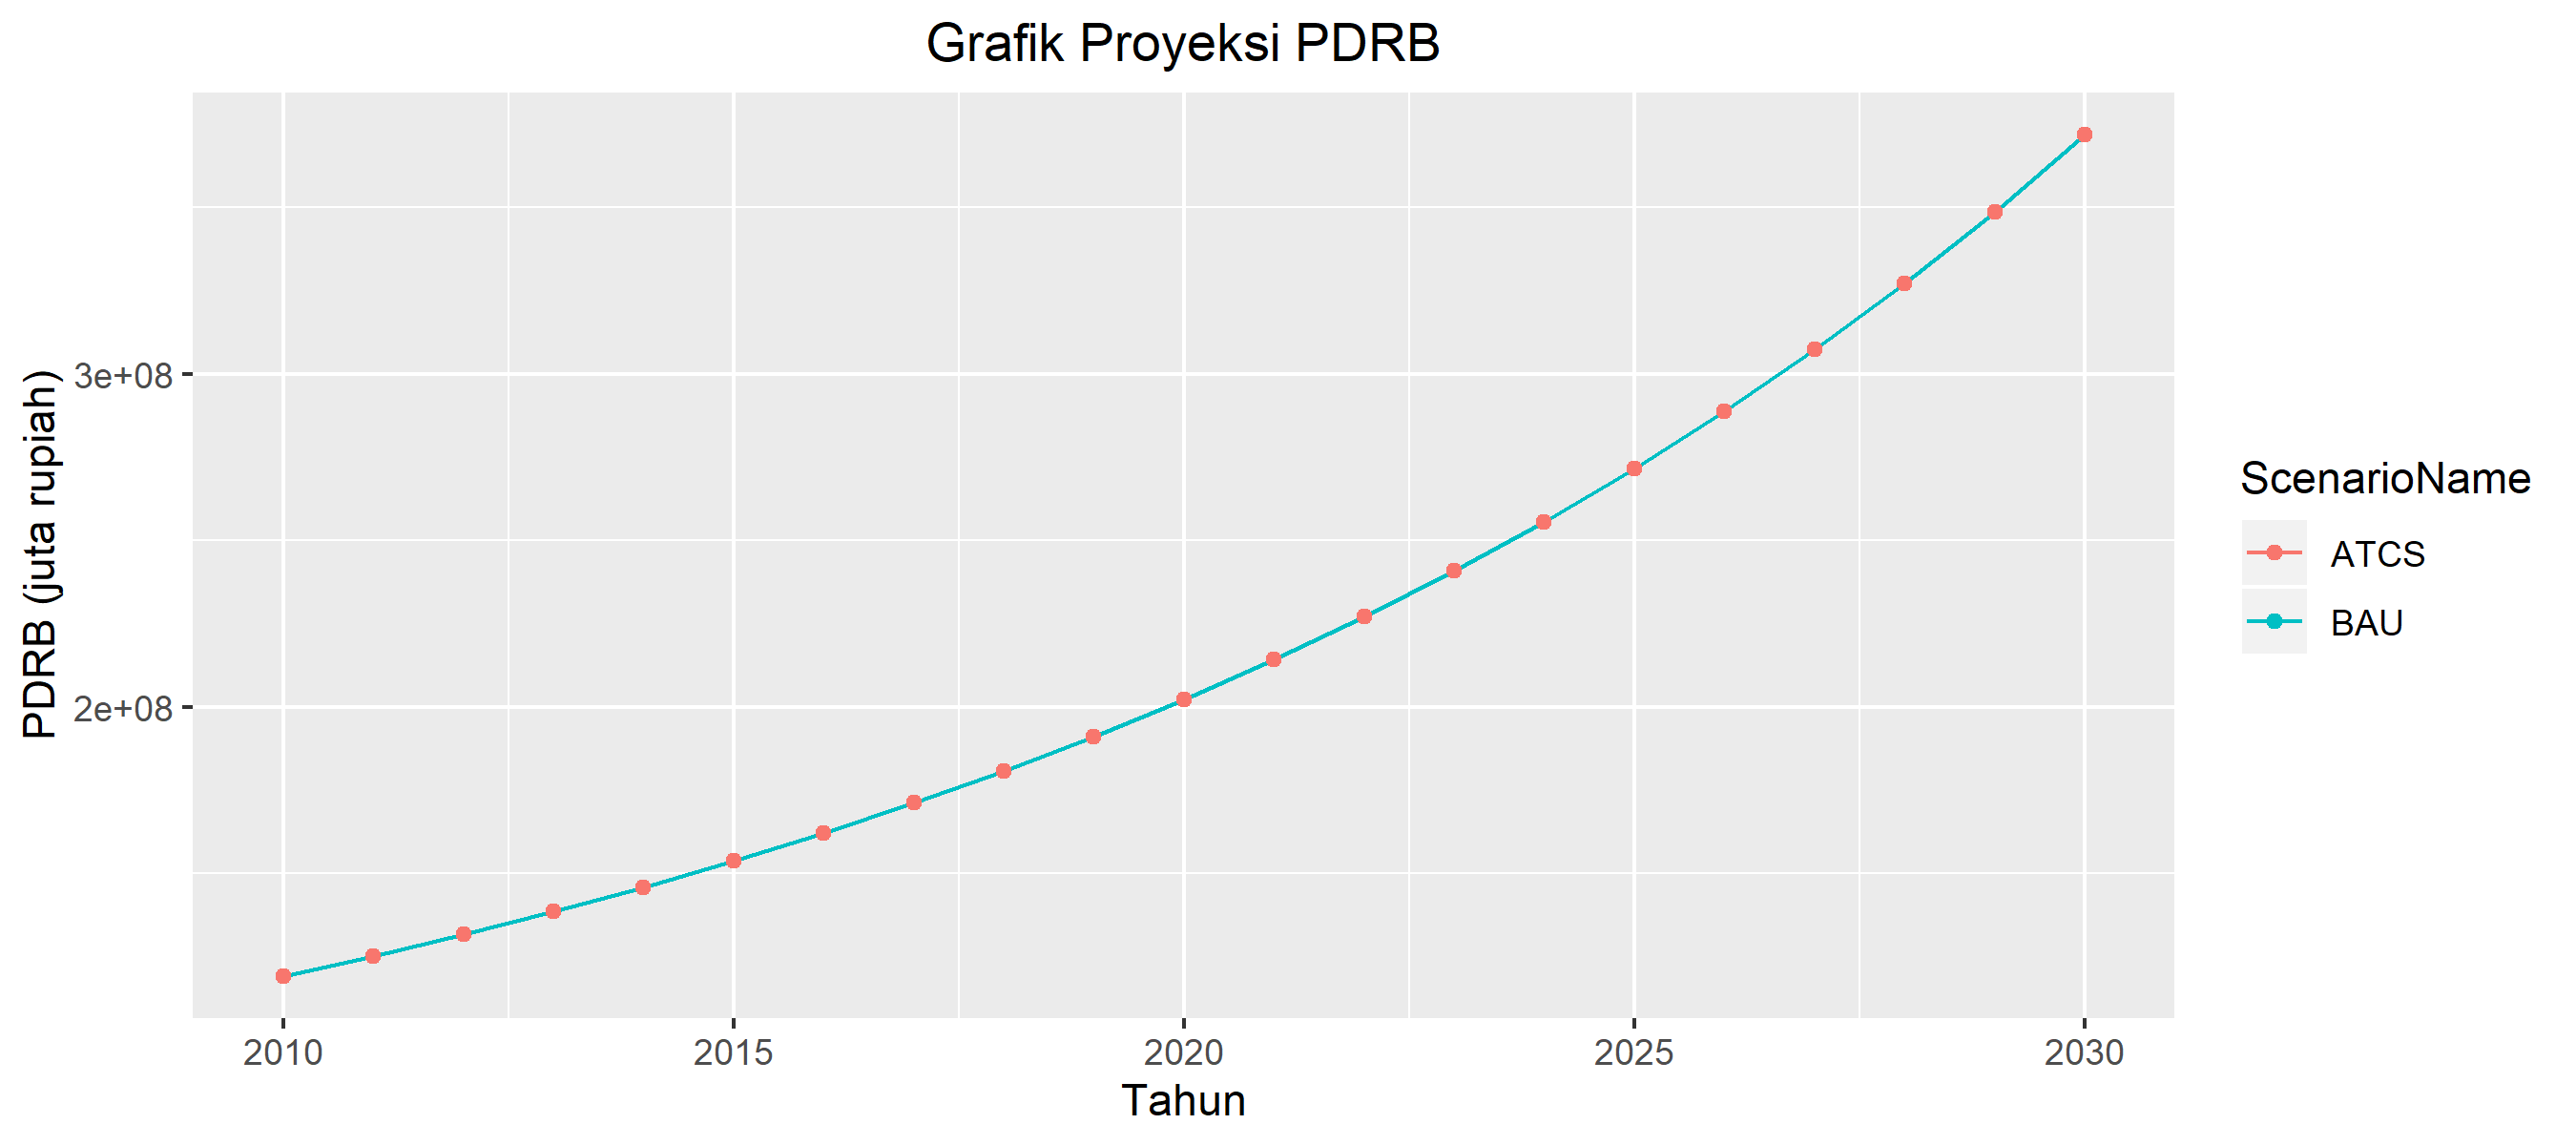 Grafik Proyeksi PDRB
PDRB (juta rupiah)
3e+08
2e+08
2010 2015 2020 2025 2030
Tahun
ScenarioName
ATCS
BAU